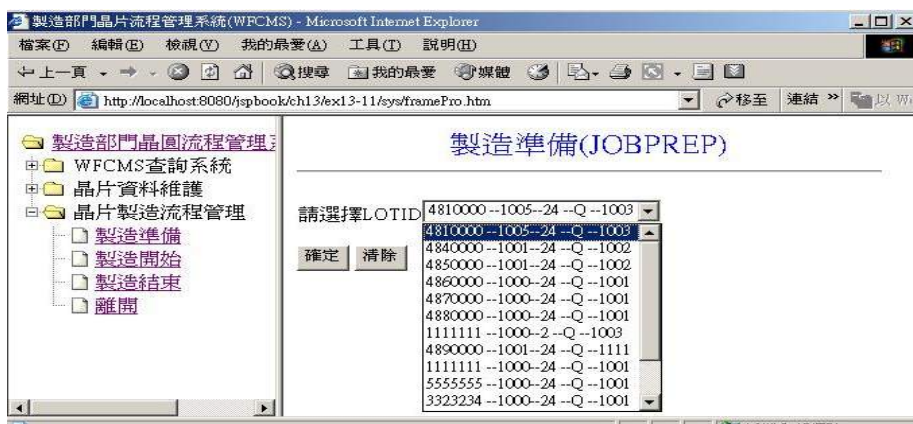 製造部門晶片流程管理系統(WFCMS) - Microsoft Internet Explorer
檔案(F) 編輯(E) 檢視(V) 我的最愛(A) 工具(T) 說明(H)
上一頁 搜尋 我的最愛 媒體
網址(D) http://localhost:8080/jspbook/ch13/ex13-11/sys/framePro.htm 移至 連結 » 以 W
製造部門晶圓流程管理
WFCMS查詢系統
晶片資料維護
晶片製造流程管理
製造準備
製造開始
製造結束
離開
製造準備(JOBPREP)
請選擇LOTID 4810000 --1005--24 --Q --1003
4810000 --1005--24 --Q --1003
4840000 --1001--24 --Q --1002
4850000 --1001--24 --Q --1002
4860000 --1000--24 --Q --1001
4870000 --1000--24 --Q --1001
4880000 --1000--24 --Q --1001
1111111 --1000--2 --Q --1003
4890000 --1001--24 --Q --1111
1111111 --1000--24 --Q --1001
5555555 --1000--24 --Q --1001
3323234 --1000--24 --Q --1001
確定 清除